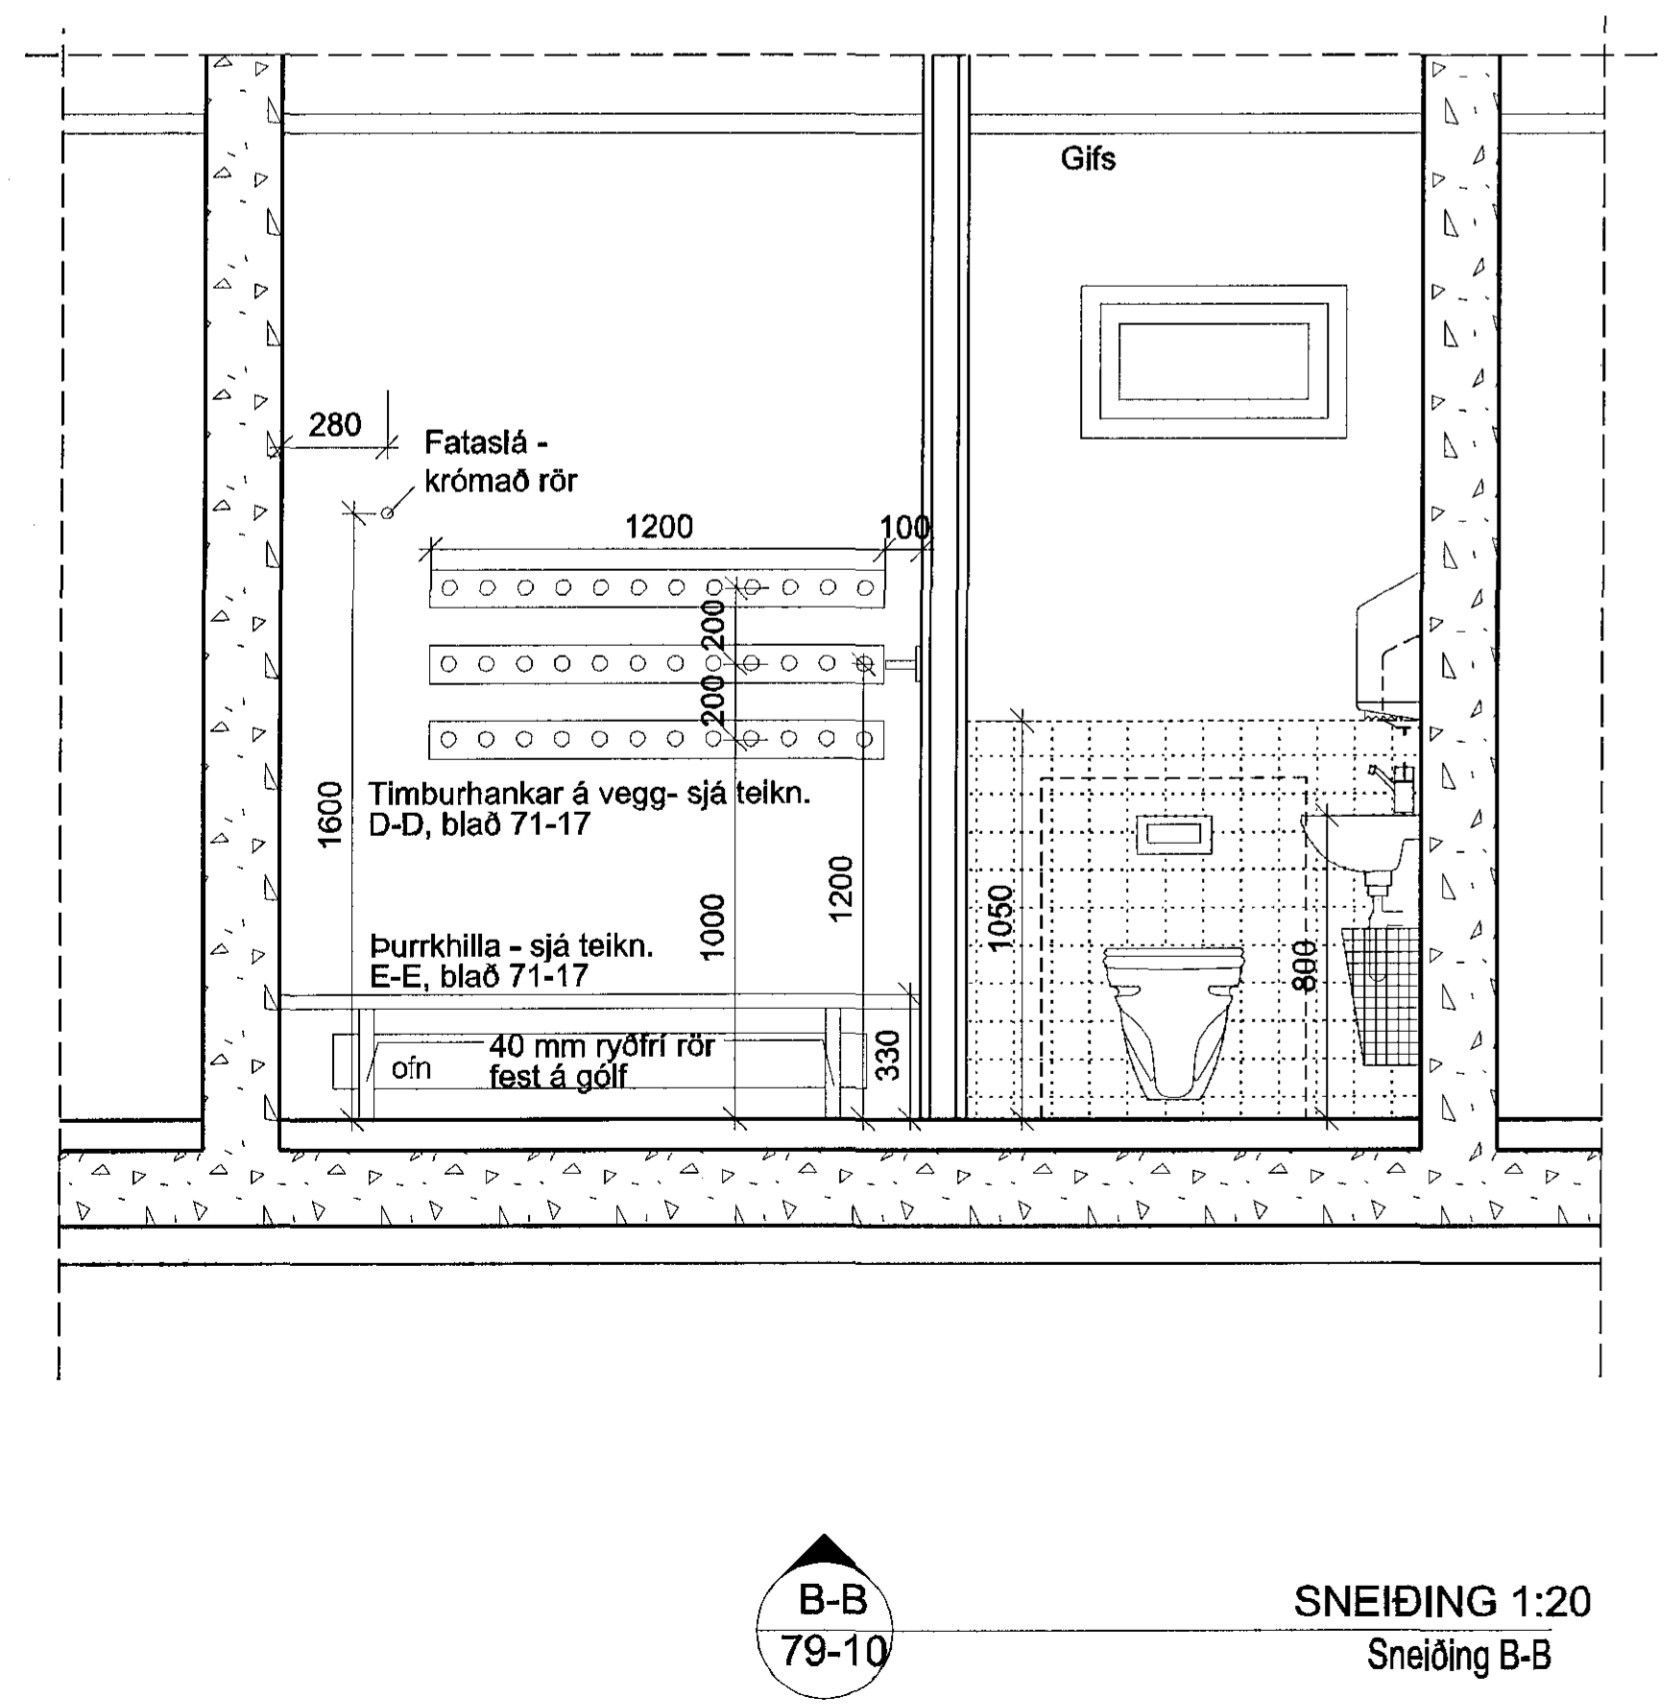 Gifs
280
Fataslá -
krómað rör
1200
100
200
200
1600
Timburhankar á vegg- sjá teikn.
D-D, blað 71-17
1200
1000
1050
Þurrkhilla - sjá teikn.
E-E, blað 71-17
800
330
ofn
40 mm ryðfrí rör
fest á gólf
B-B
79-10
SNEIÐING 1:20
Sneiðing B-B